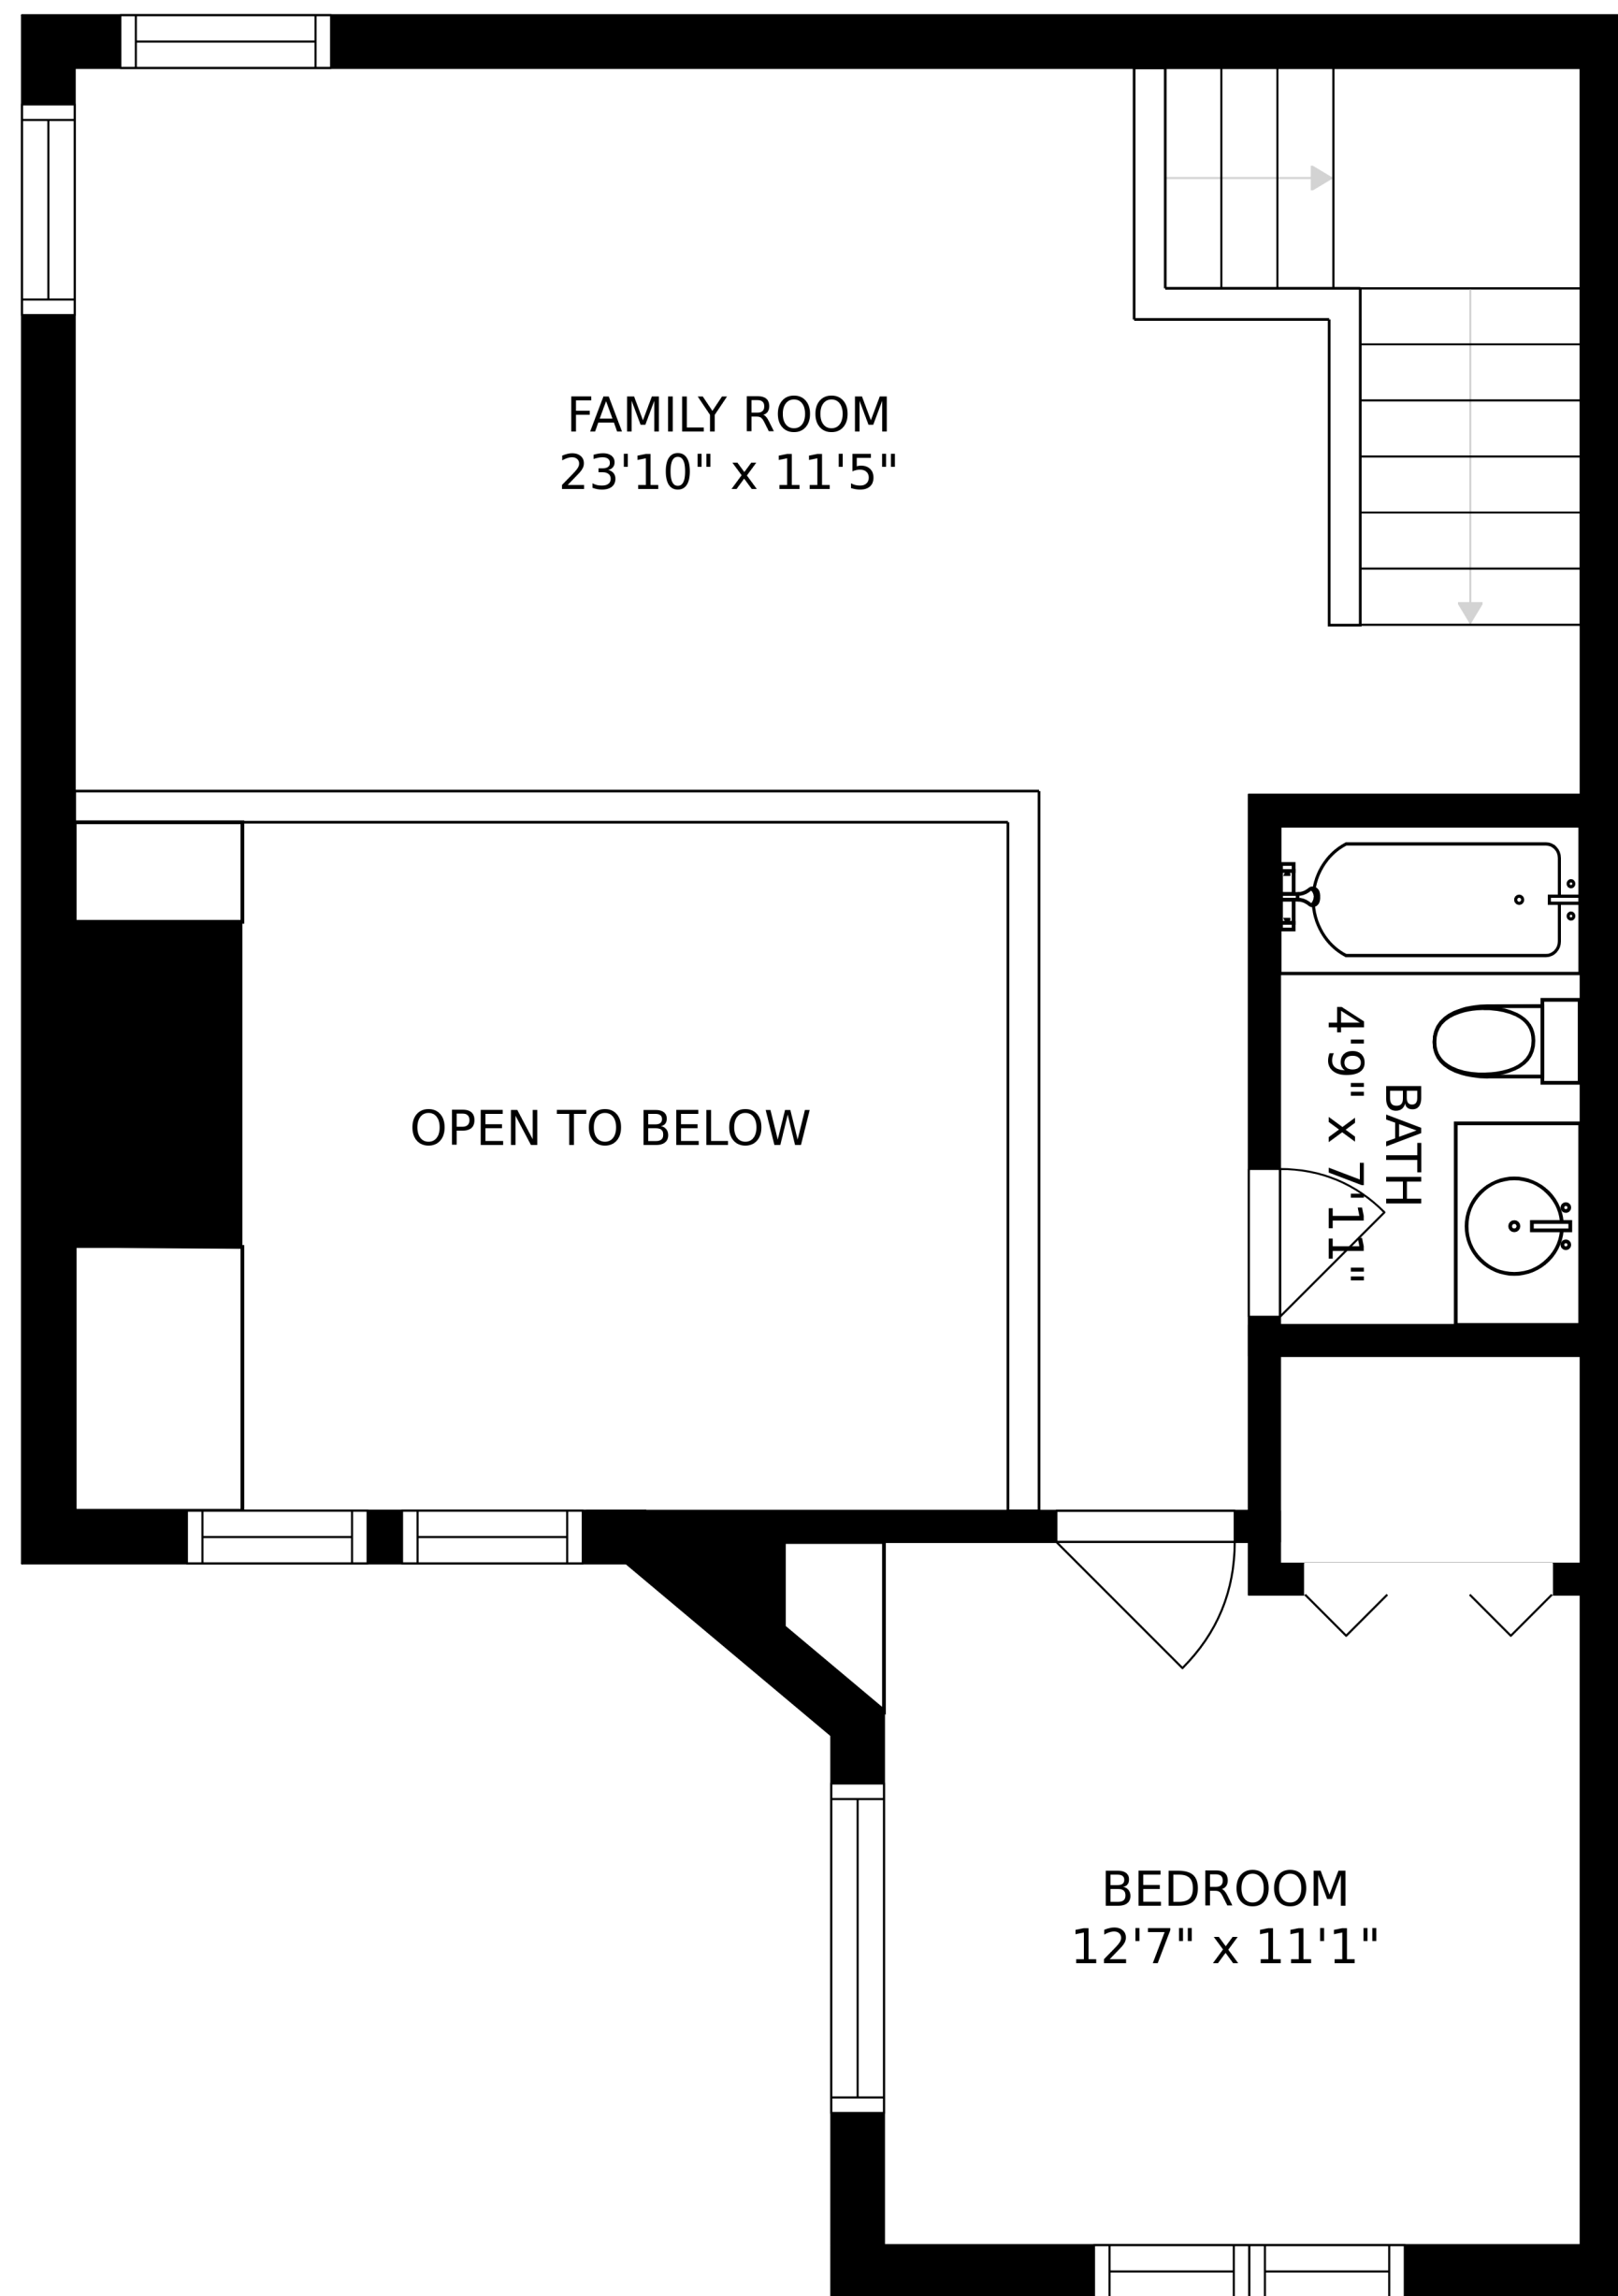 FAMILY ROOM
23'10" x 11'5"
OPEN TO BELOW
BATH
4'9" x 7'11"
BEDROOM
12'7" x 11'1"